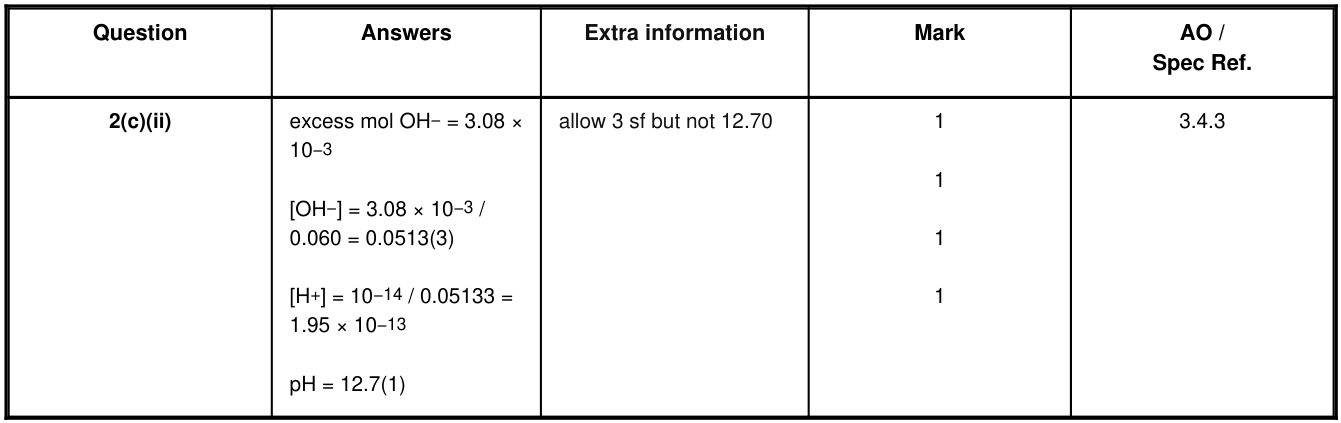 Question Answers Extra information Mark AO /
Spec Ref.
2(c)(ii) excess mol OH− = 3.08 × allow 3 sf but not 12.70 1 3.4.3
10−3
1
[OH−] = 3.08 × 10−3 /
0.060 = 0.0513(3) 1
[H+] = 10−14 / 0.05133 = 1
1.95 × 10−13
pH = 12.7(1)